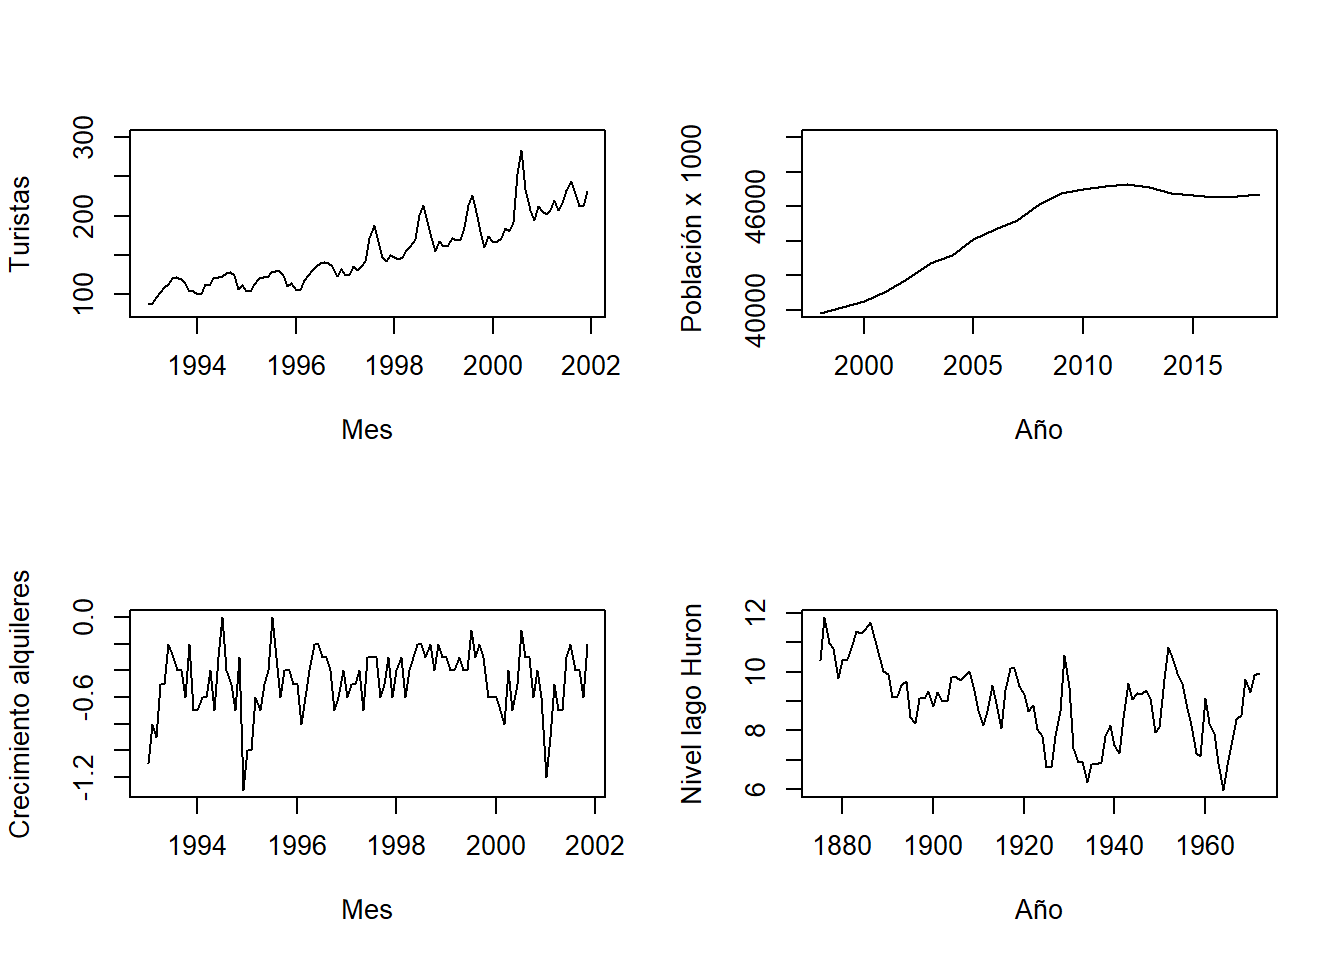 Turistas
300
200
100
1994 1996 1998 2000 2002
Mes
Población x 1000
46000
40000
2000 2005 2010 2015
Año
Crecimiento alquileres
0.0
-0.6
-1.2
1994 1996 1998 2000 2002
Mes
Nivel lago Huron
12
10
8
6
1880 1900 1920 1940 1960
Año